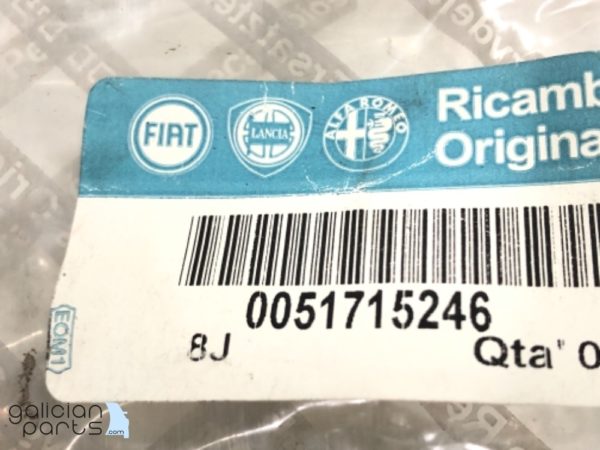 FIAT
LANCIA
ALFA ROMEO
Ricamb
Origina
0051715246
8J
Qta' 0
EOM1
galician
parts.com